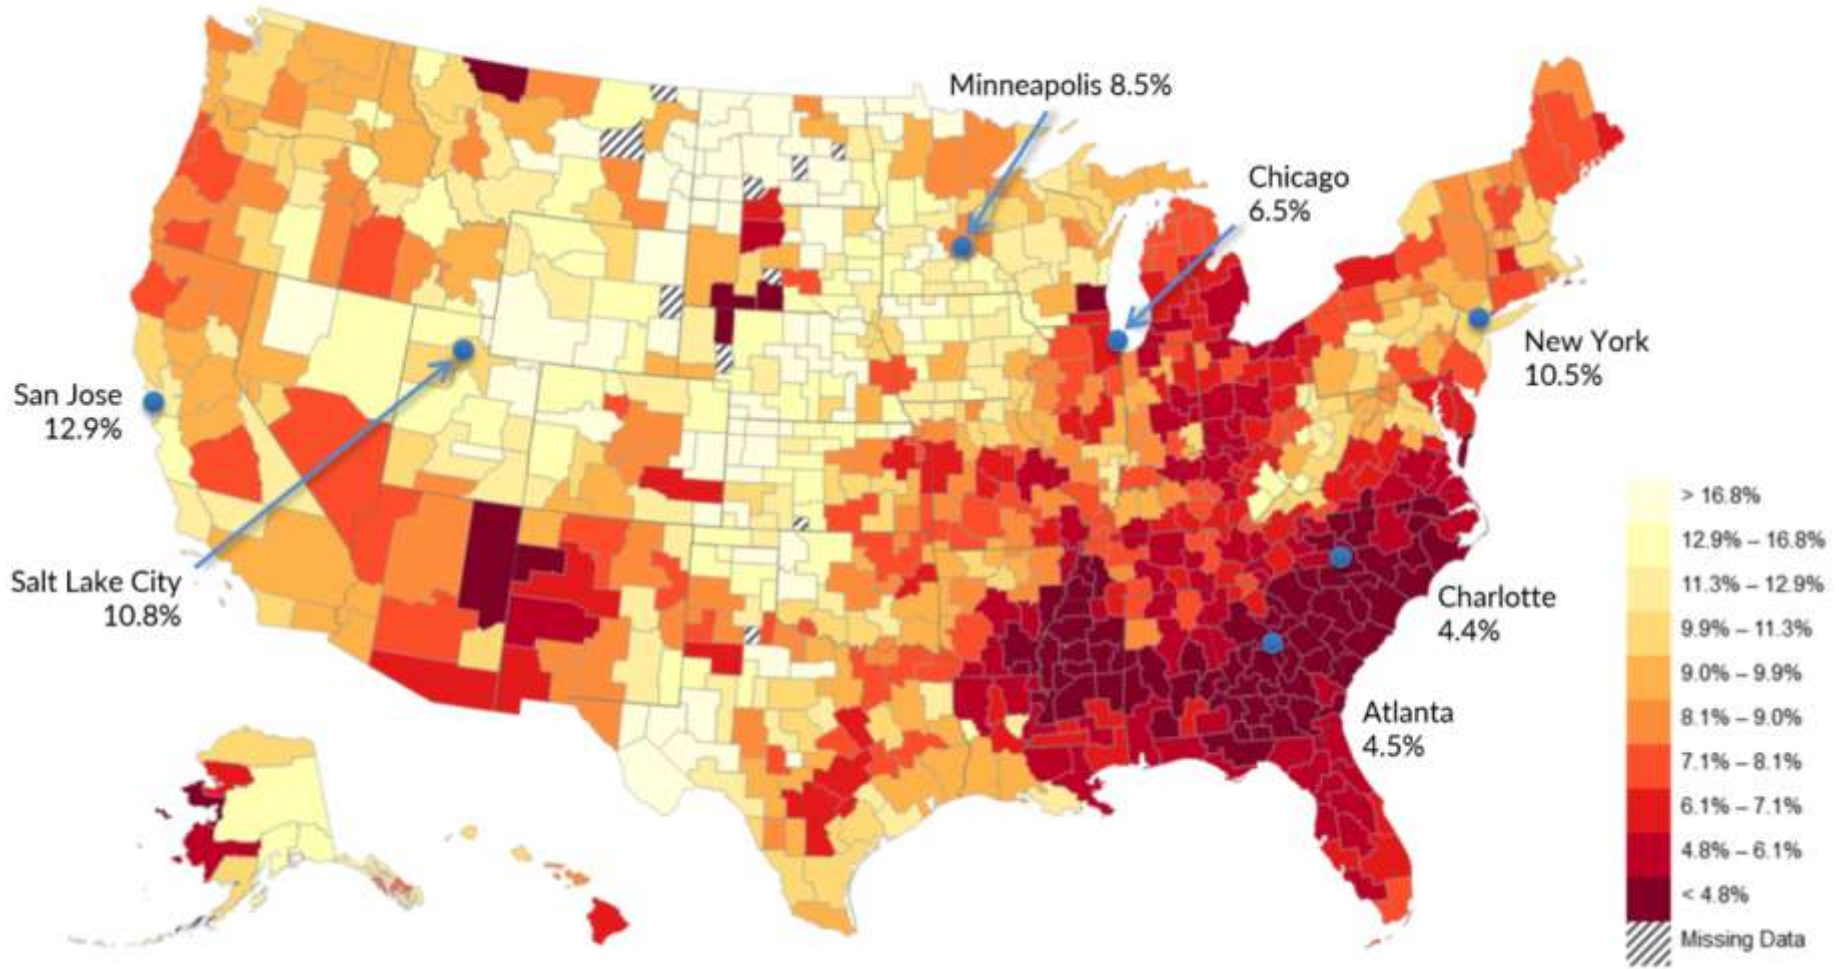 Minneapolis 8.5%
Chicago
6.5%
New York
10.5%
San Jose
12.9%
Salt Lake City
10.8%
Charlotte
4.4%
Atlanta
4.5%
> 16.8%
12.9% – 16.8%
11.3% – 12.9%
9.9% – 11.3%
9.0% – 9.9%
8.1% – 9.0%
7.1% – 8.1%
6.1% – 7.1%
4.8% – 6.1%
< 4.8%
Missing Data